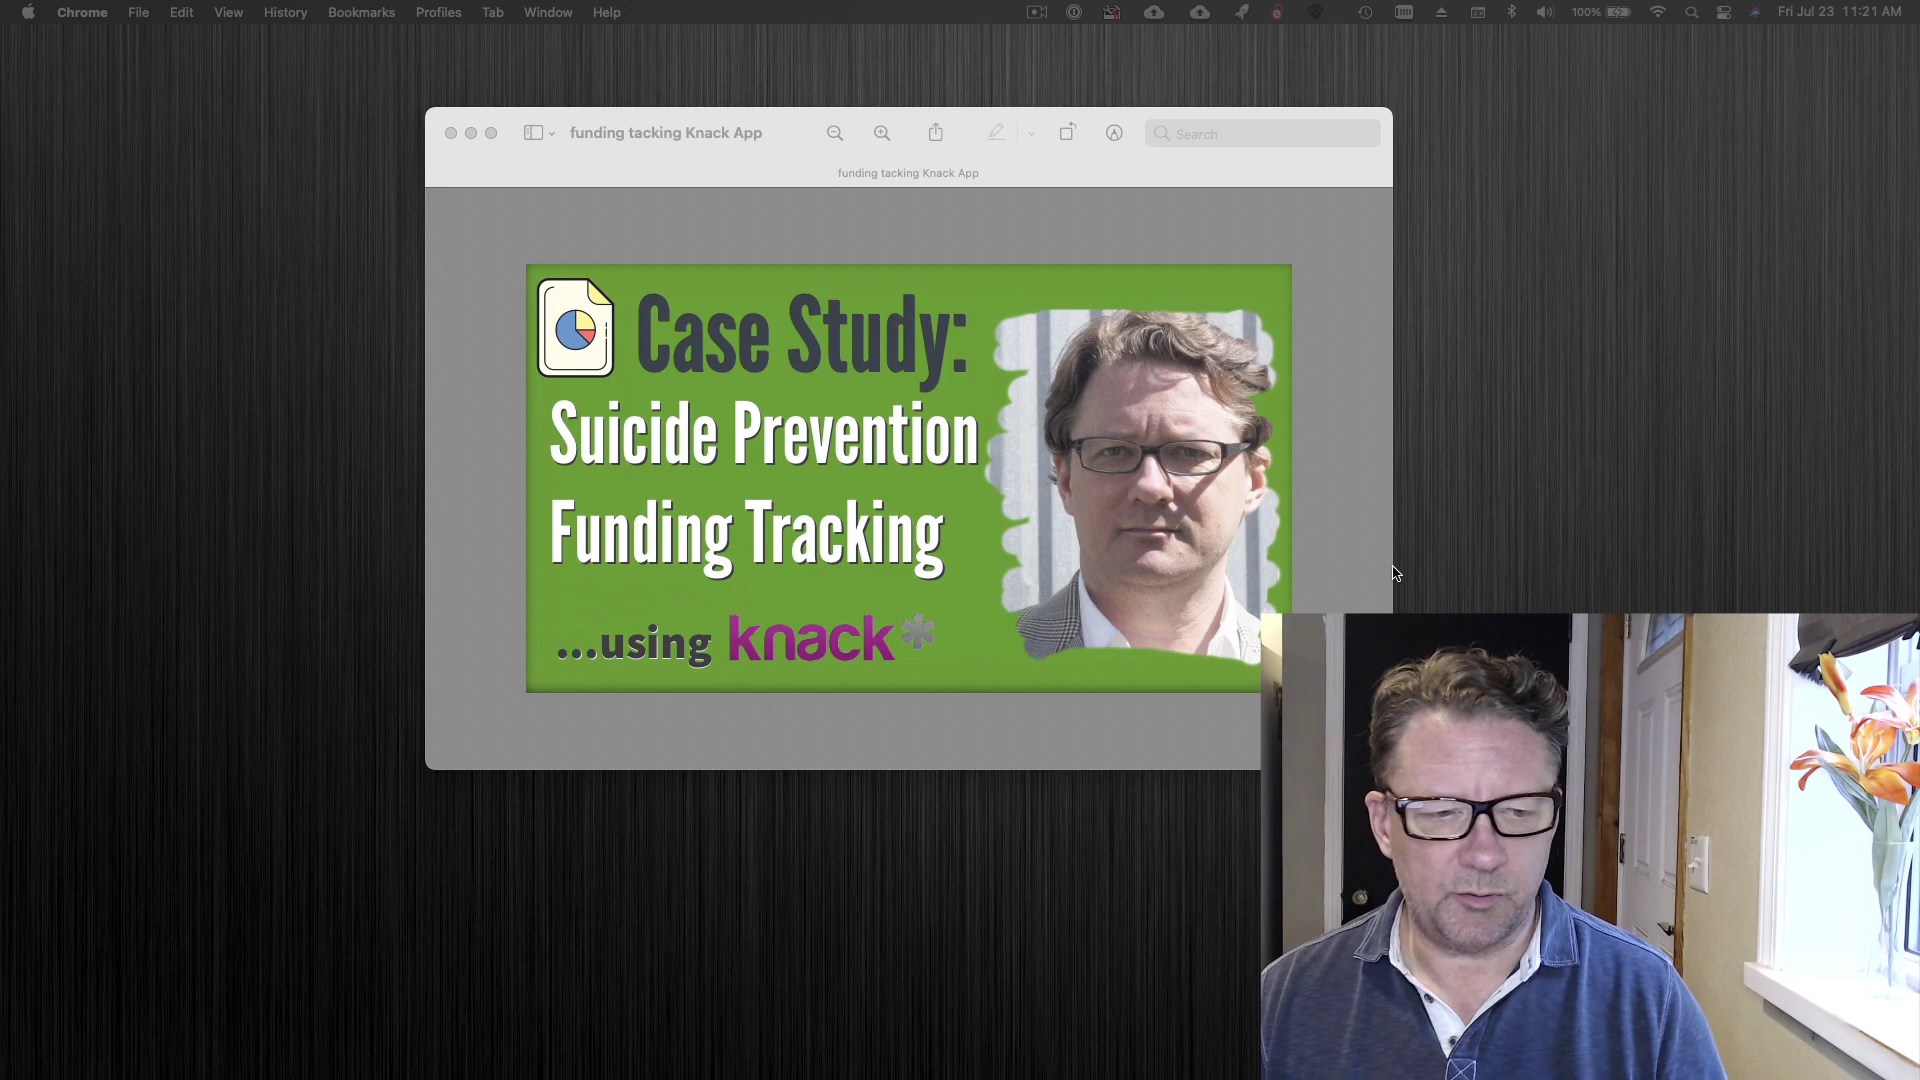 Chrome File Edit View History Bookmarks Profiles Tab Window Help 100% Fri Jul 23 11:21 AM
funding tacking Knack App Search
funding tacking Knack App
Case Study:
Suicide Prevention
Funding Tracking
...using knack*